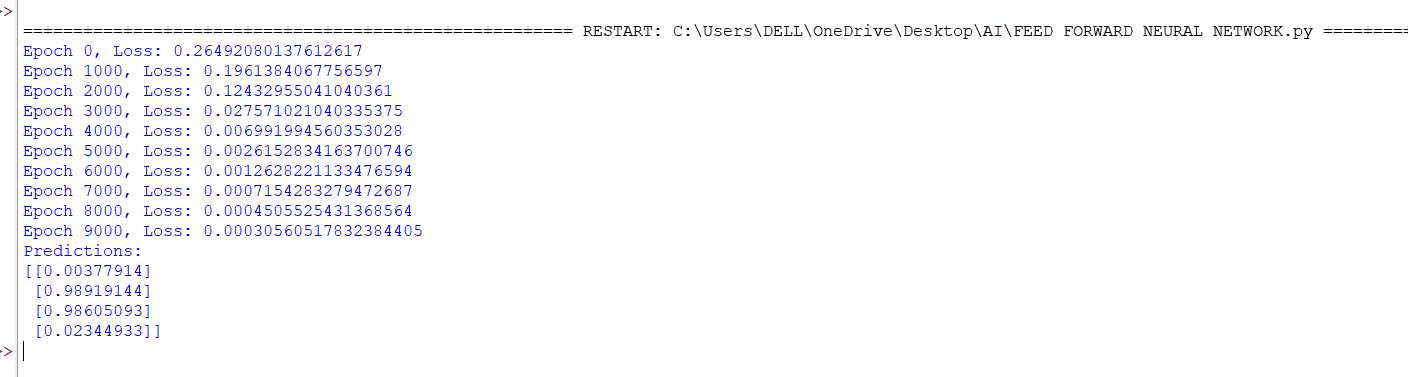 >>
====================================================== RESTART: C:\Users\DELL\OneDrive\Desktop\AI\FEED FORWARD NEURAL NETWORK.py =========
Epoch 0, Loss: 0.26492080137612617
Epoch 1000, Loss: 0.1961384067756597
Epoch 2000, Loss: 0.12432955041040361
Epoch 3000, Loss: 0.027571021040335375
Epoch 4000, Loss: 0.006991994560353028
Epoch 5000, Loss: 0.0026152834163700746
Epoch 6000, Loss: 0.0012628221133476594
Epoch 7000, Loss: 0.0007154283279472687
Epoch 8000, Loss: 0.0004505525431368564
Epoch 9000, Loss: 0.00030560517832384405
Predictions:
[[0.00377914]
 [0.98919144]
 [0.98605093]
 [0.02344933]]
>>